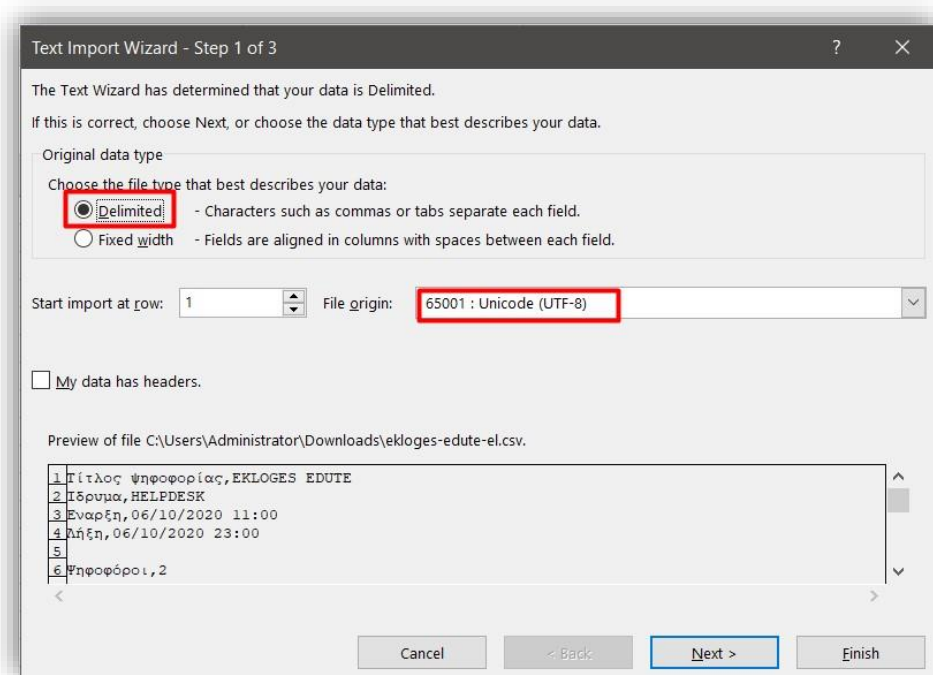 Text Import Wizard - Step 1 of 3
The Text Wizard has determined that your data is Delimited.
If this is correct, choose Next, or choose the data type that best describes your data.
Original data type
Choose the file type that best describes your data:
Delimited - Characters such as commas or tabs separate each field.
Fixed width - Fields are aligned in columns with spaces between each field.
Start import at row: 1 File origin: 65001 : Unicode (UTF-8)
My data has headers.
Preview of file C:\Users\Administrator\Downloads\ekloges-edute-el.csv.
1 Τίτλος ψηφοφορίας,EKLOGES EDUTE
2 Ίδρυμα,HELPDESK
3 Έναρξη,06/10/2020 11:00
4 Λήξη,06/10/2020 23:00
5
6 Ψηφοφόροι,2
Cancel < Back Next > Finish